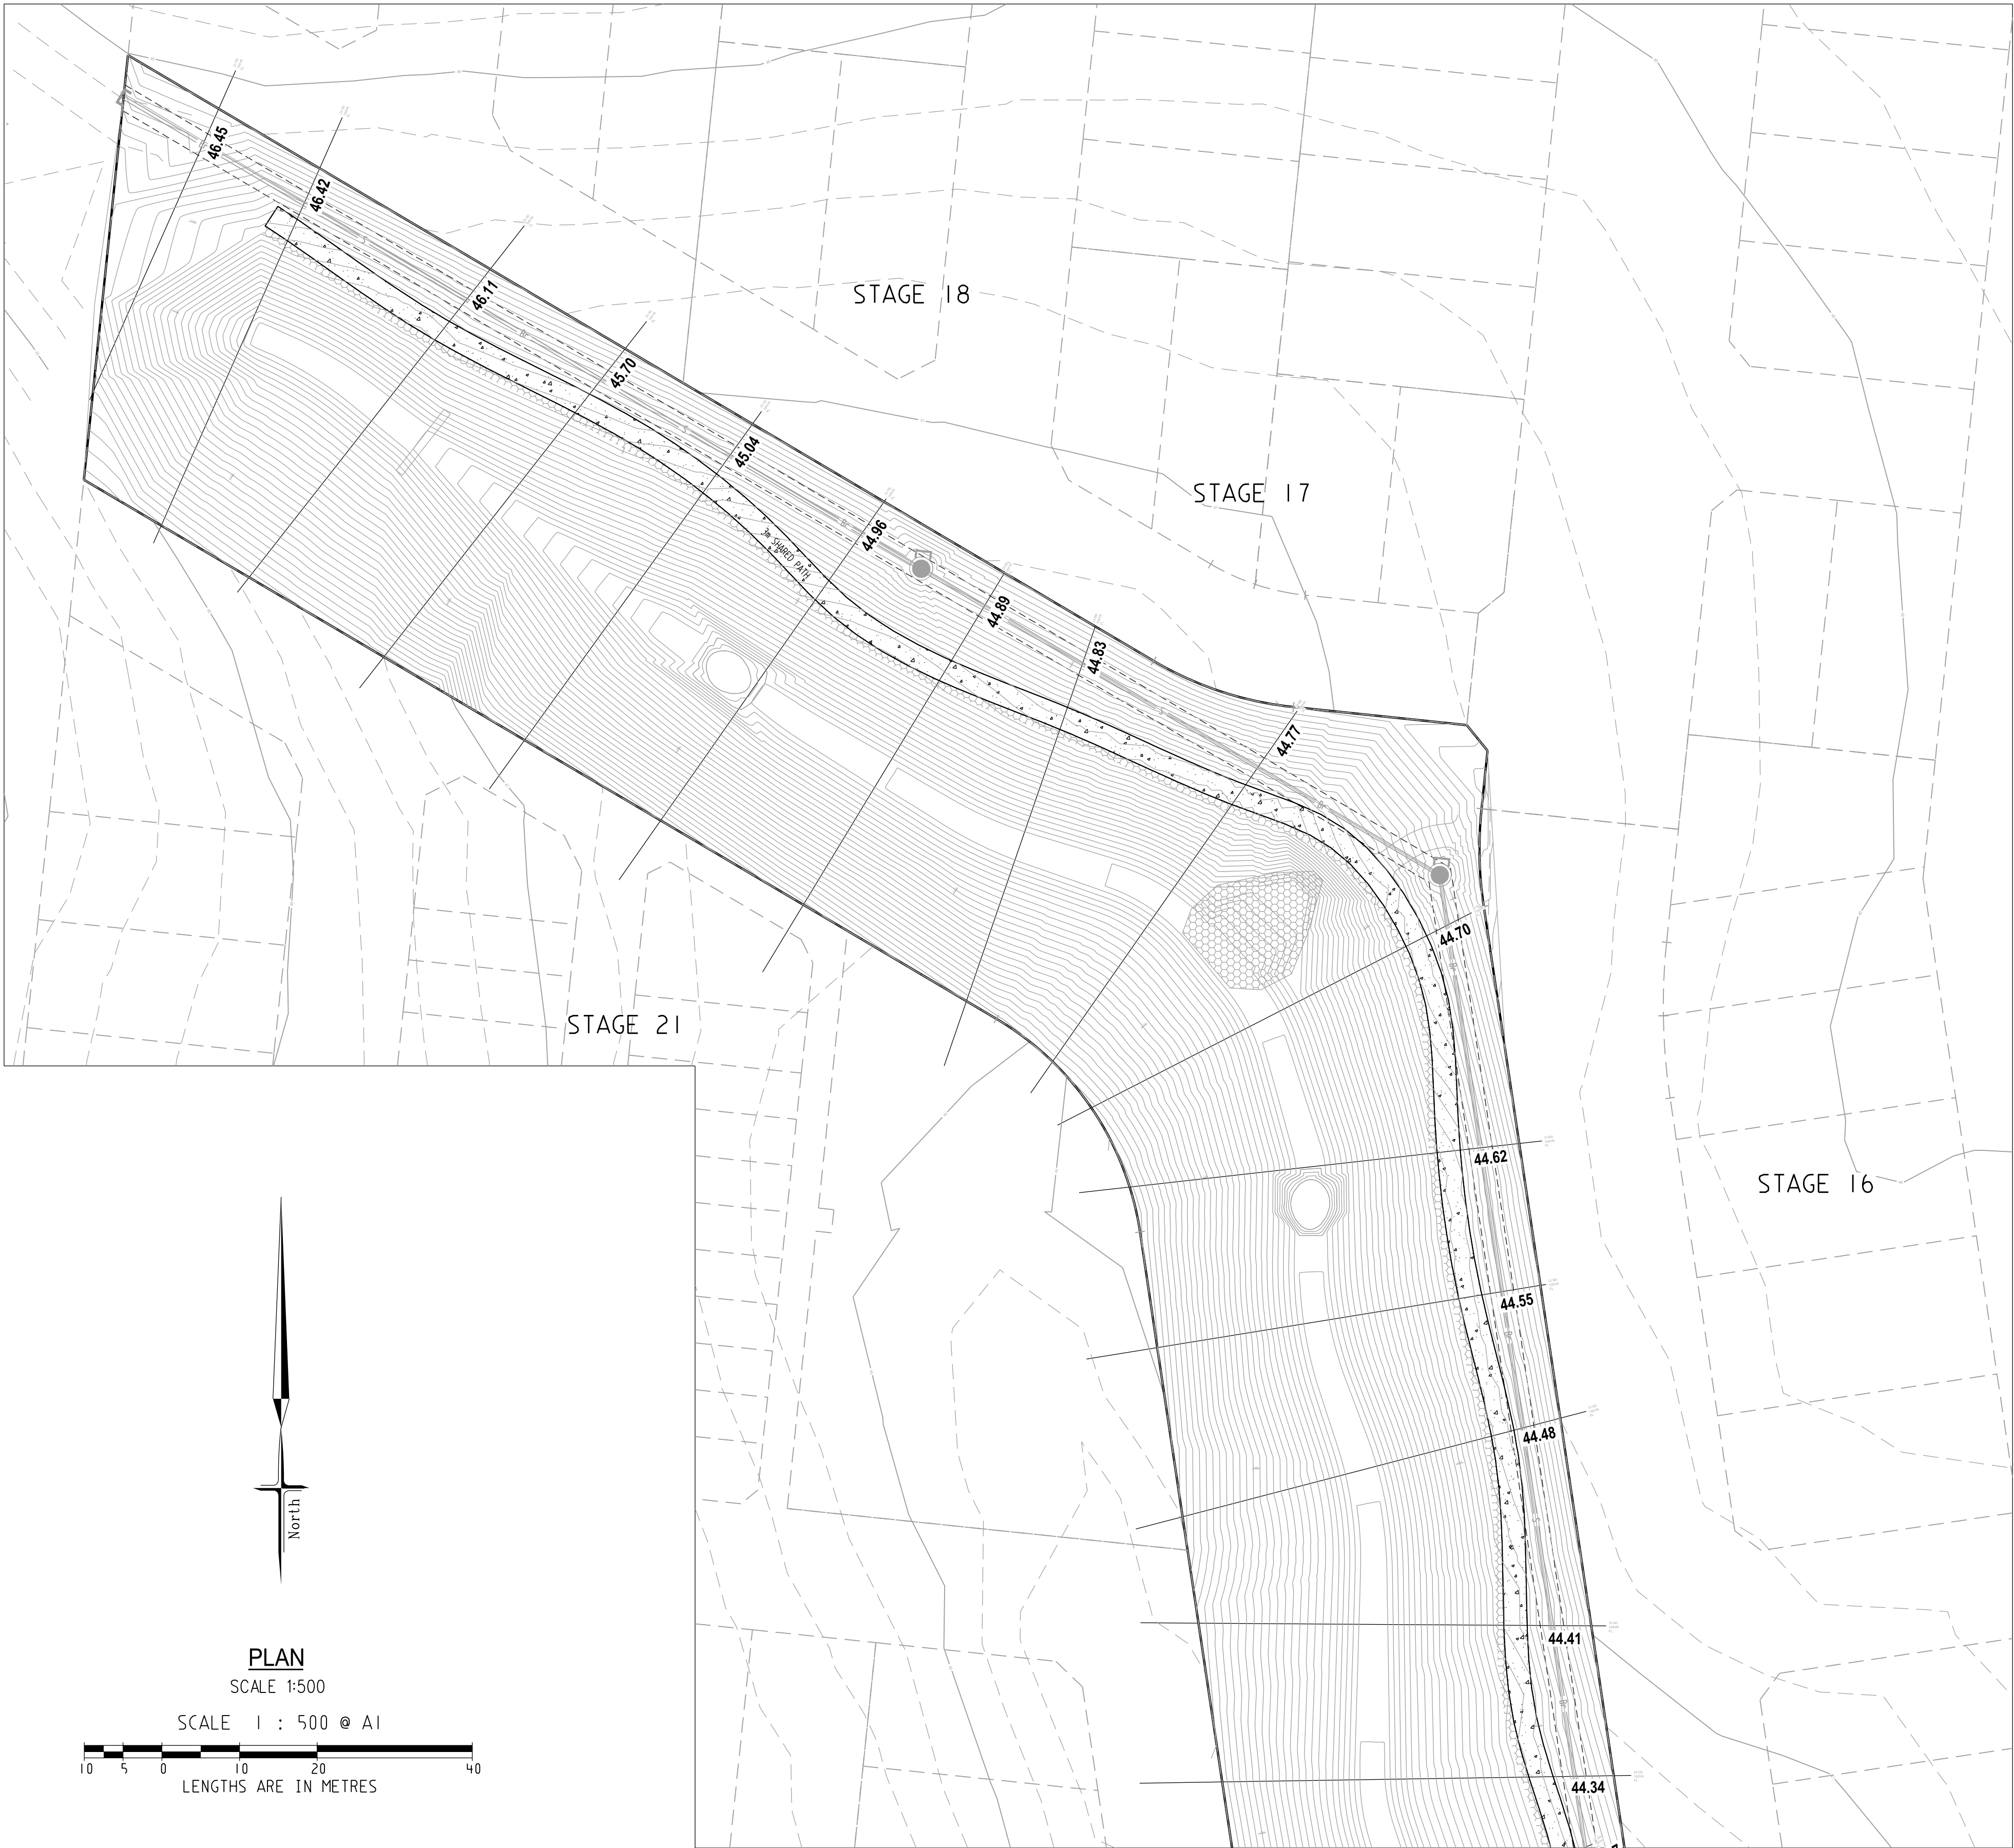 46.45
46.42
46.11
45.70
45.04
44.96
44.89
44.83
44.77
44.70
44.62
44.55
44.48
44.41
44.34
STAGE 18
STAGE 17
3m SHARED PATH
STAGE 21
STAGE 16
North
PLAN
SCALE 1:500
SCALE 1 : 500 @ A1
10 5 0 10 20 40
LENGTHS ARE IN METRES